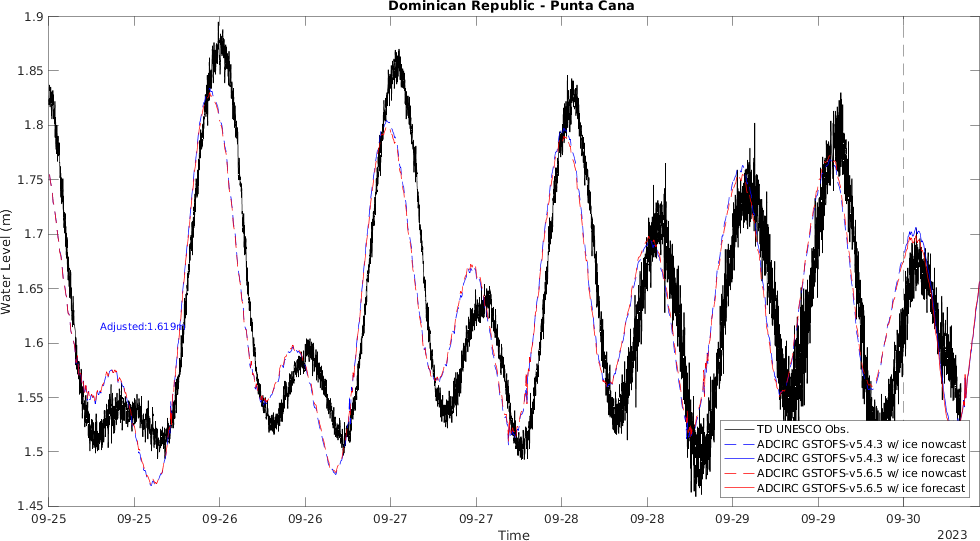 Dominican Republic - Punta Cana
1.9
1.85
1.8
1.75
1.7
1.65
1.6
1.55
1.5
1.45
Water Level (m)
Adjusted:1.619m
TD UNESCO Obs.
ADCIRC GSTOFS-v5.4.3 w/ ice nowcast
ADCIRC GSTOFS-v5.4.3 w/ ice forecast
ADCIRC GSTOFS-v5.6.5 w/ ice nowcast
ADCIRC GSTOFS-v5.6.5 w/ ice forecast
09-25 09-25 09-26 09-26 09-27 09-27 09-28 09-28 09-29 09-29 09-30
Time
2023